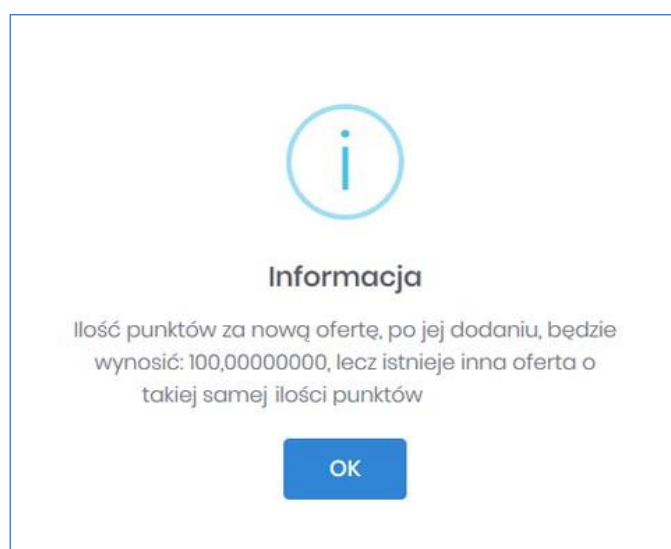 Informacja
Ilość punktów za nową ofertę, po jej dodaniu, będzie
wynosić: 100,00000000, lecz istnieje inna oferta o
takiej samej ilości punktów
OK